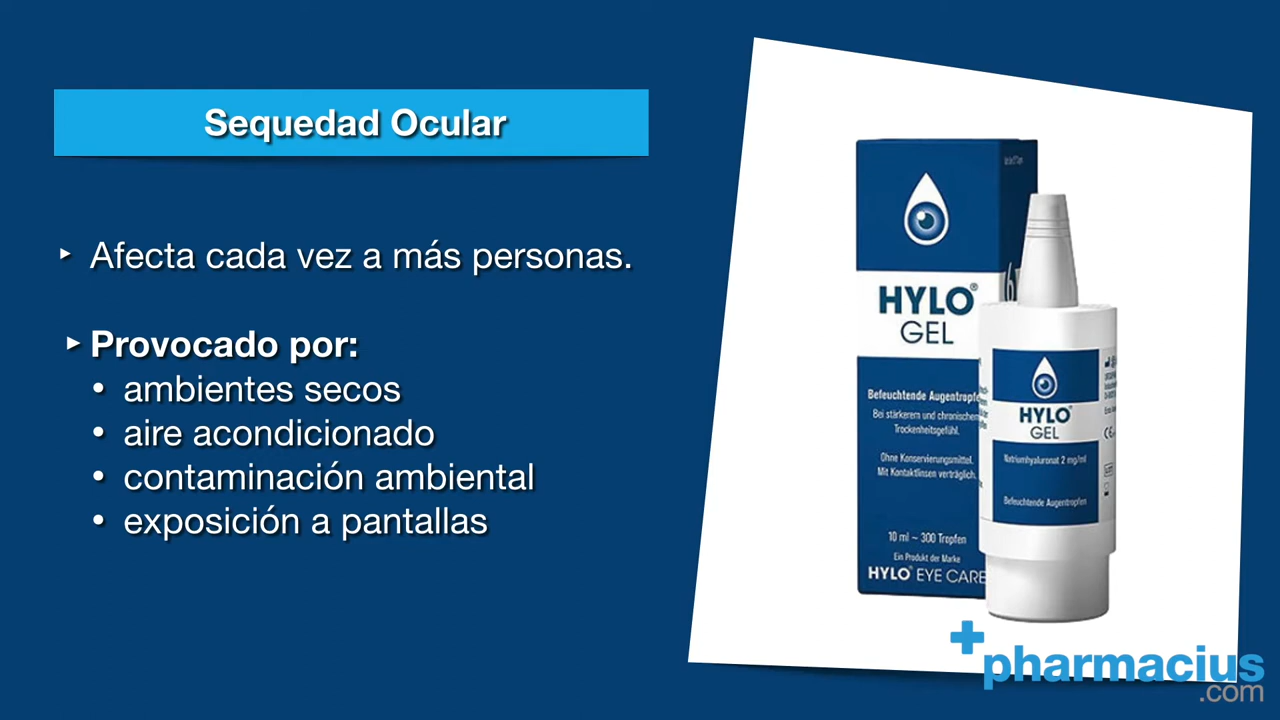 Sequedad Ocular
▸ Afecta cada vez a más personas.
▸ Provocado por:
• ambientes secos
• aire acondicionado
• contaminación ambiental
• exposición a pantallas
HYLO®
GEL
Befeuchtende
Bei stärkerem und
Trockenheitsgefühl.
Ohne Konservierungsmittel.
Mit Kontaktlinsen verträglich.
10 ml ~ 300 Tropfen
Ein Produkt der Marke
HYLO® EYE CARE
HYLO®
GEL
Natriumhyaluronat 2 mg/ml
Befeuchtende Augentropfen
pharmacius
.com